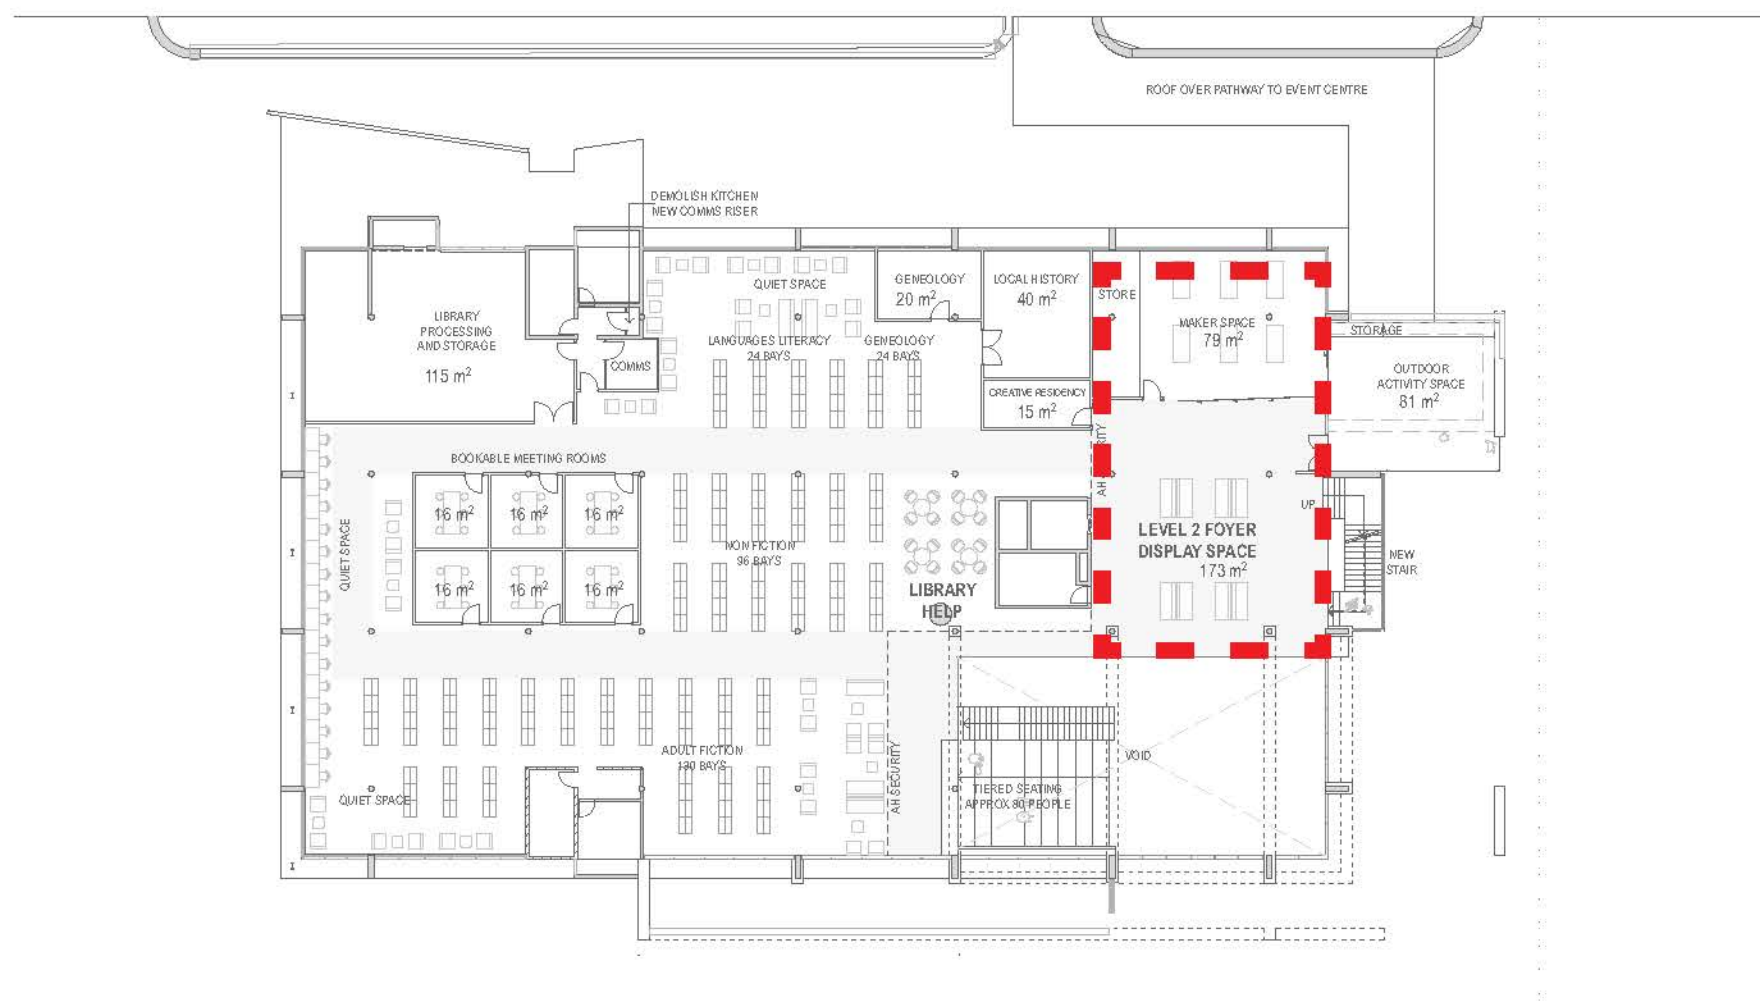 ROOF OVER PATHWAY TO EVENT CENTRE
DEMOLISH KITCHEN
NEW COMMS RISER
QUIET SPACE
GENEOLOGY
20 m²
LOCAL HISTORY
40 m²
STORE
LIBRARY
PROCESSING
AND STORAGE
115 m²
MAKER SPACE
79 m²
STORAGE
LANGUAGES LITERACY
24 BAYS
GENEOLOGY
24 BAYS
COMMS
OUTDOOR
ACTIVITY SPACE
81 m²
CREATIVE RESIDENCY
15 m²
BOOKABLE MEETING ROOMS
16 m²
16 m²
16 m²
16 m²
16 m²
16 m²
QUIET SPACE
NON FICTION
96 BAYS
LIBRARY
HELP
AH
RITY
UP
LEVEL 2 FOYER
DISPLAY SPACE
173 m²
NEW
STAIR
ADULT FICTION
130 BAYS
QUIET SPACE
AH SECURITY
TIERED SEATING
APPROX 80 PEOPLE
VOID